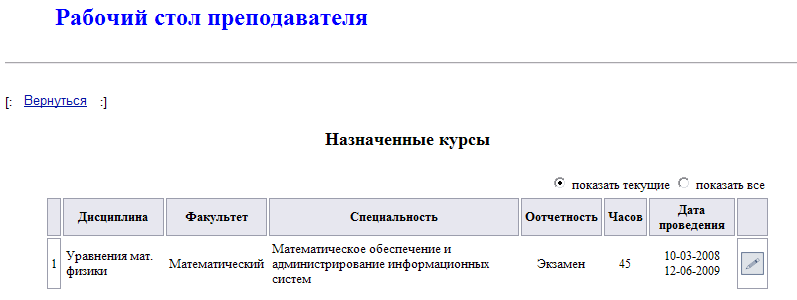 Рабочий стол преподавателя
[: Вернуться :]
Назначенные курсы
показать текущие показать все
Дисциплина Факультет Специальность Оотчетность Часов Дата проведения
1 Уравнения мат. физики Математический Математическое обеспечение и администрирование информационных систем Экзамен 45 10-03-2008 12-06-2009